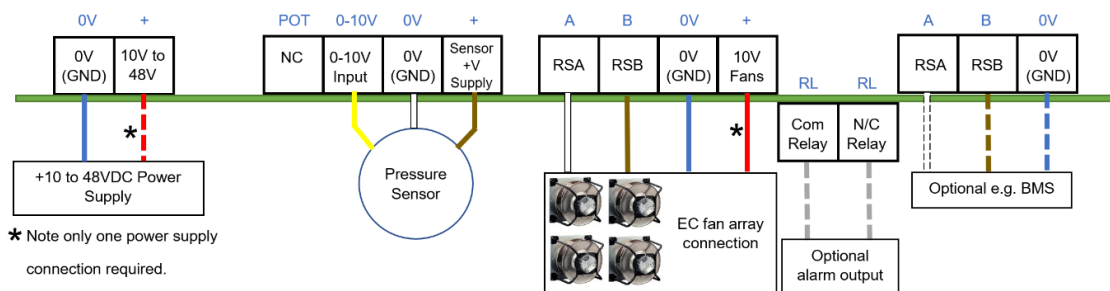 0V +
0V (GND)
10V to 48V
*
+10 to 48VDC Power
Supply
* Note only one power supply
connection required.
POT 0-10V 0V +
NC
0-10V Input
0V (GND)
Sensor +V Supply
Pressure
Sensor
A B 0V +
RSA
RSB
0V (GND)
10V Fans
*
EC fan array
connection
RL RL
Com Relay
N/C Relay
Optional
alarm output
A B 0V
RSA
RSB
0V (GND)
Optional e.g. BMS